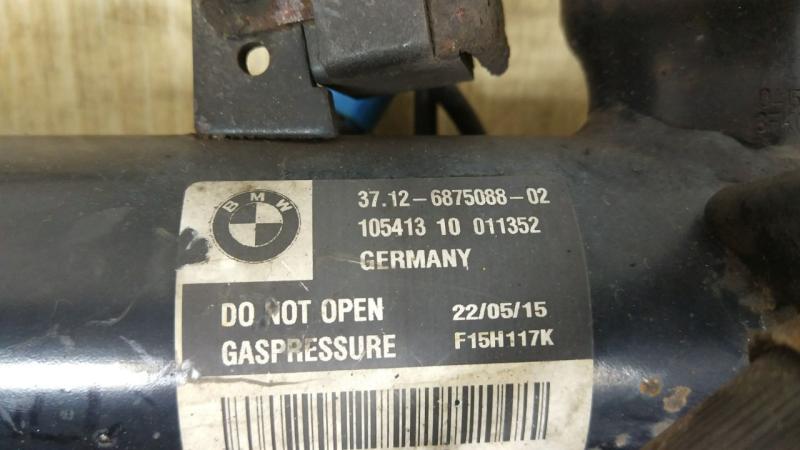 BMW
37.12-6875088-02
105413 10 011352
GERMANY
DO NOT OPEN
22/05/15
GASPRESSURE
F15H117K